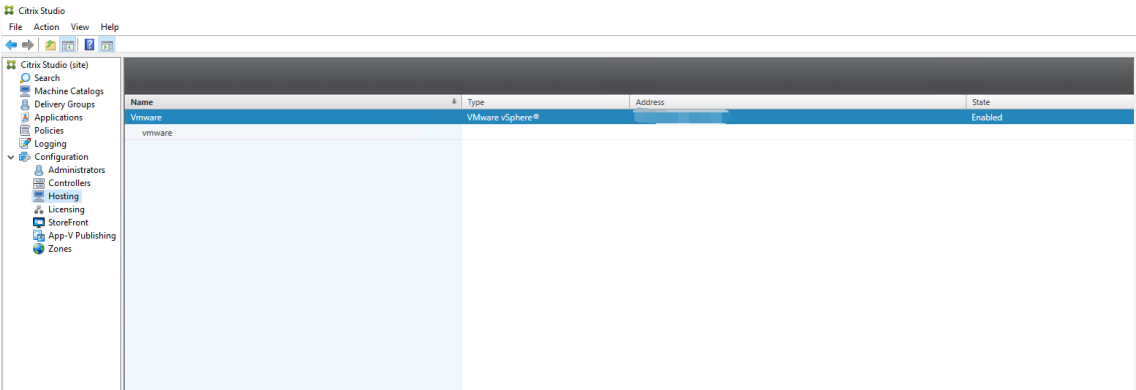 Citrix Studio
File Action View Help
Citrix Studio (site)
Search
Machine Catalogs
Delivery Groups
Applications
Policies
Logging
Configuration
Administrators
Controllers
Hosting
Licensing
StoreFront
App-V Publishing
Zones
Name Type Address State
Vmware VMware vSphere® Enabled
vmware